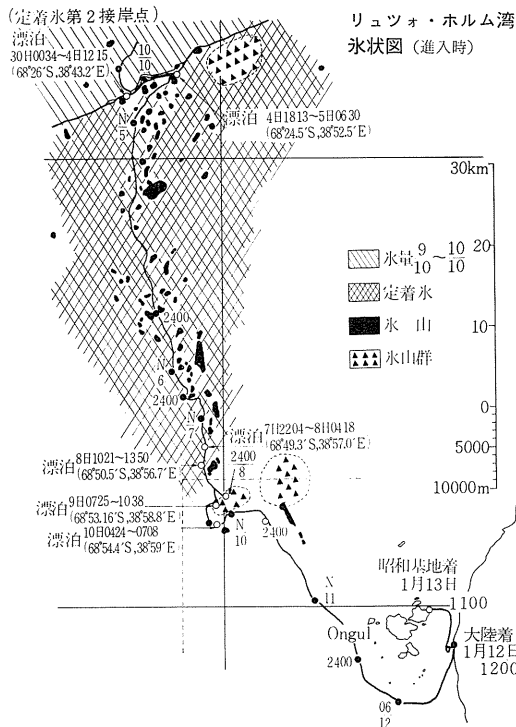 (定着氷第2接岸点)
漂泊
30日0034~4日1215
(68°26′S,38°43.2′E)
リュツォ・ホルム湾
氷状図(進入時)
10
10
N
5
漂泊 4日1813~5日0630
(68°24.5′S,38°52.5′E)
30km
20
10
0
5000
10000m
氷量 9/10~10/10
定着氷
氷山
氷山群
2400
N
6
2400
N
7
漂泊 7日2204~8日0418
(68°49.3′S,38°57.0′E)
2400
8
漂泊 8日1021~1350
(68°50.5′S,38°56.7′E)
漂泊 9日0725~1038
(68°53.16′S,38°58.8′E)
漂泊 10日0424~0708
(68°54.4′S,38°59′E)
N
10
2400
N
11
昭和基地着
1月13日
1100
Ongul
大陸着
1月12日
1200
2400
06
12